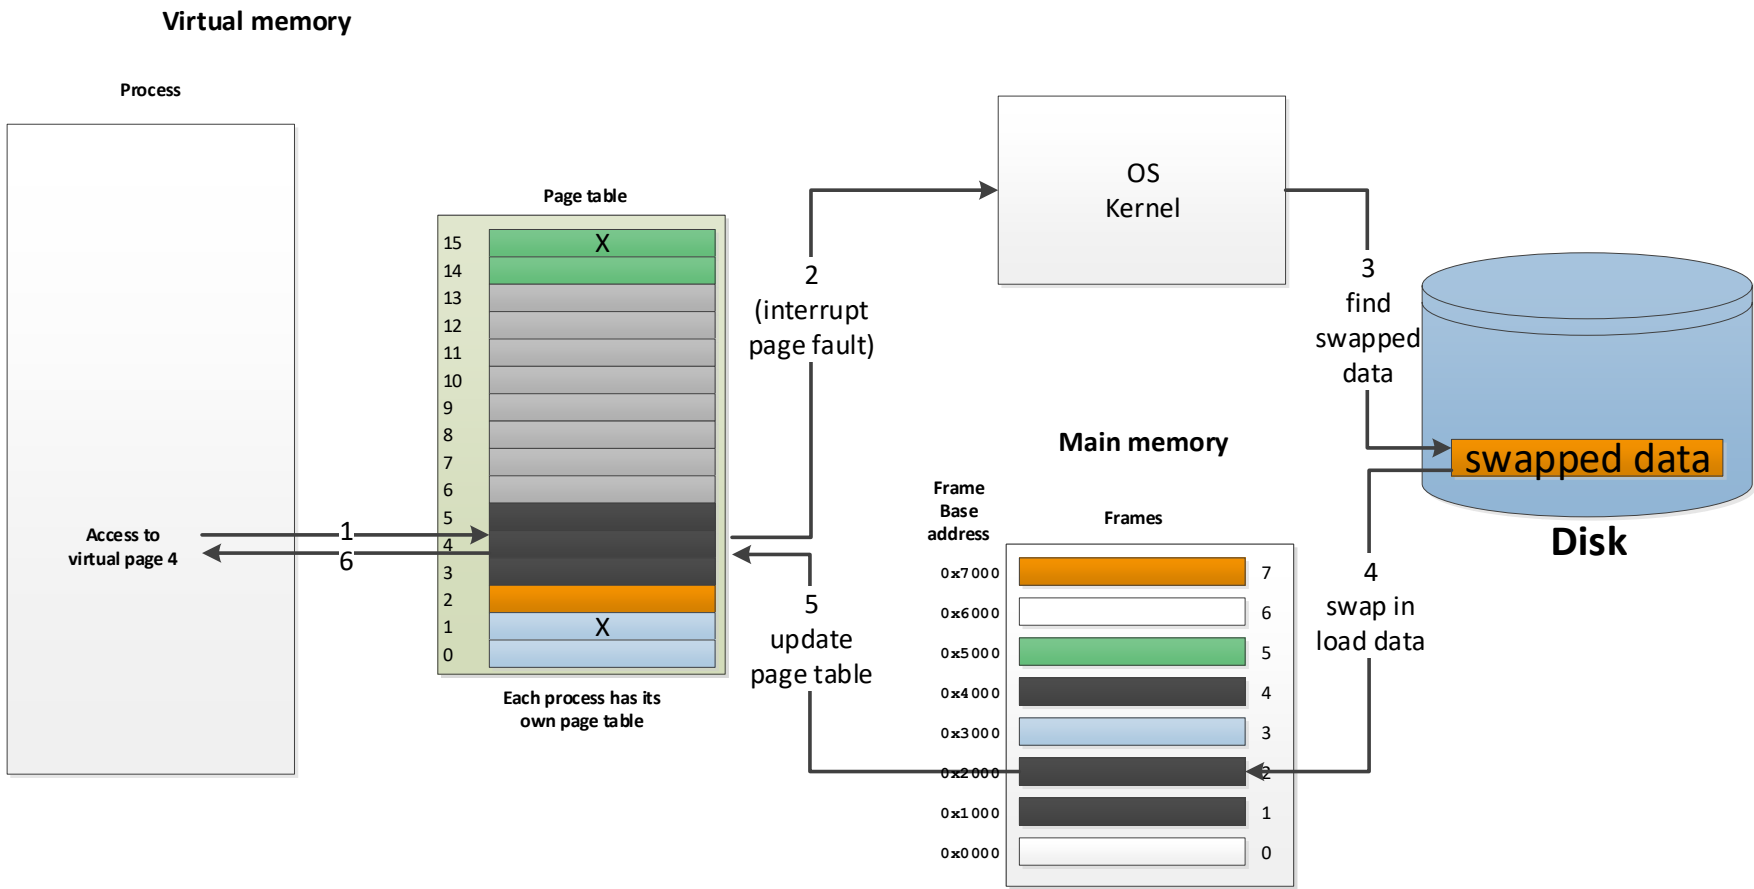 Virtual memory
Process
Access to
virtual page 4
1
6
Page table
15 X
14
13
12
11
10
9
8
7
6
5
4
3
2
1 X
0
Each process has its
own page table
2
(interrupt
page fault)
5
update
page table
OS
Kernel
3
find
swapped
data
swapped data
Disk
4
swap in
load data
Main memory
Frame
Base
address
Frames
0x7000 7
0x6000 6
0x5000 5
0x4000 4
0x3000 3
0x2000 2
0x1000 1
0x0000 0